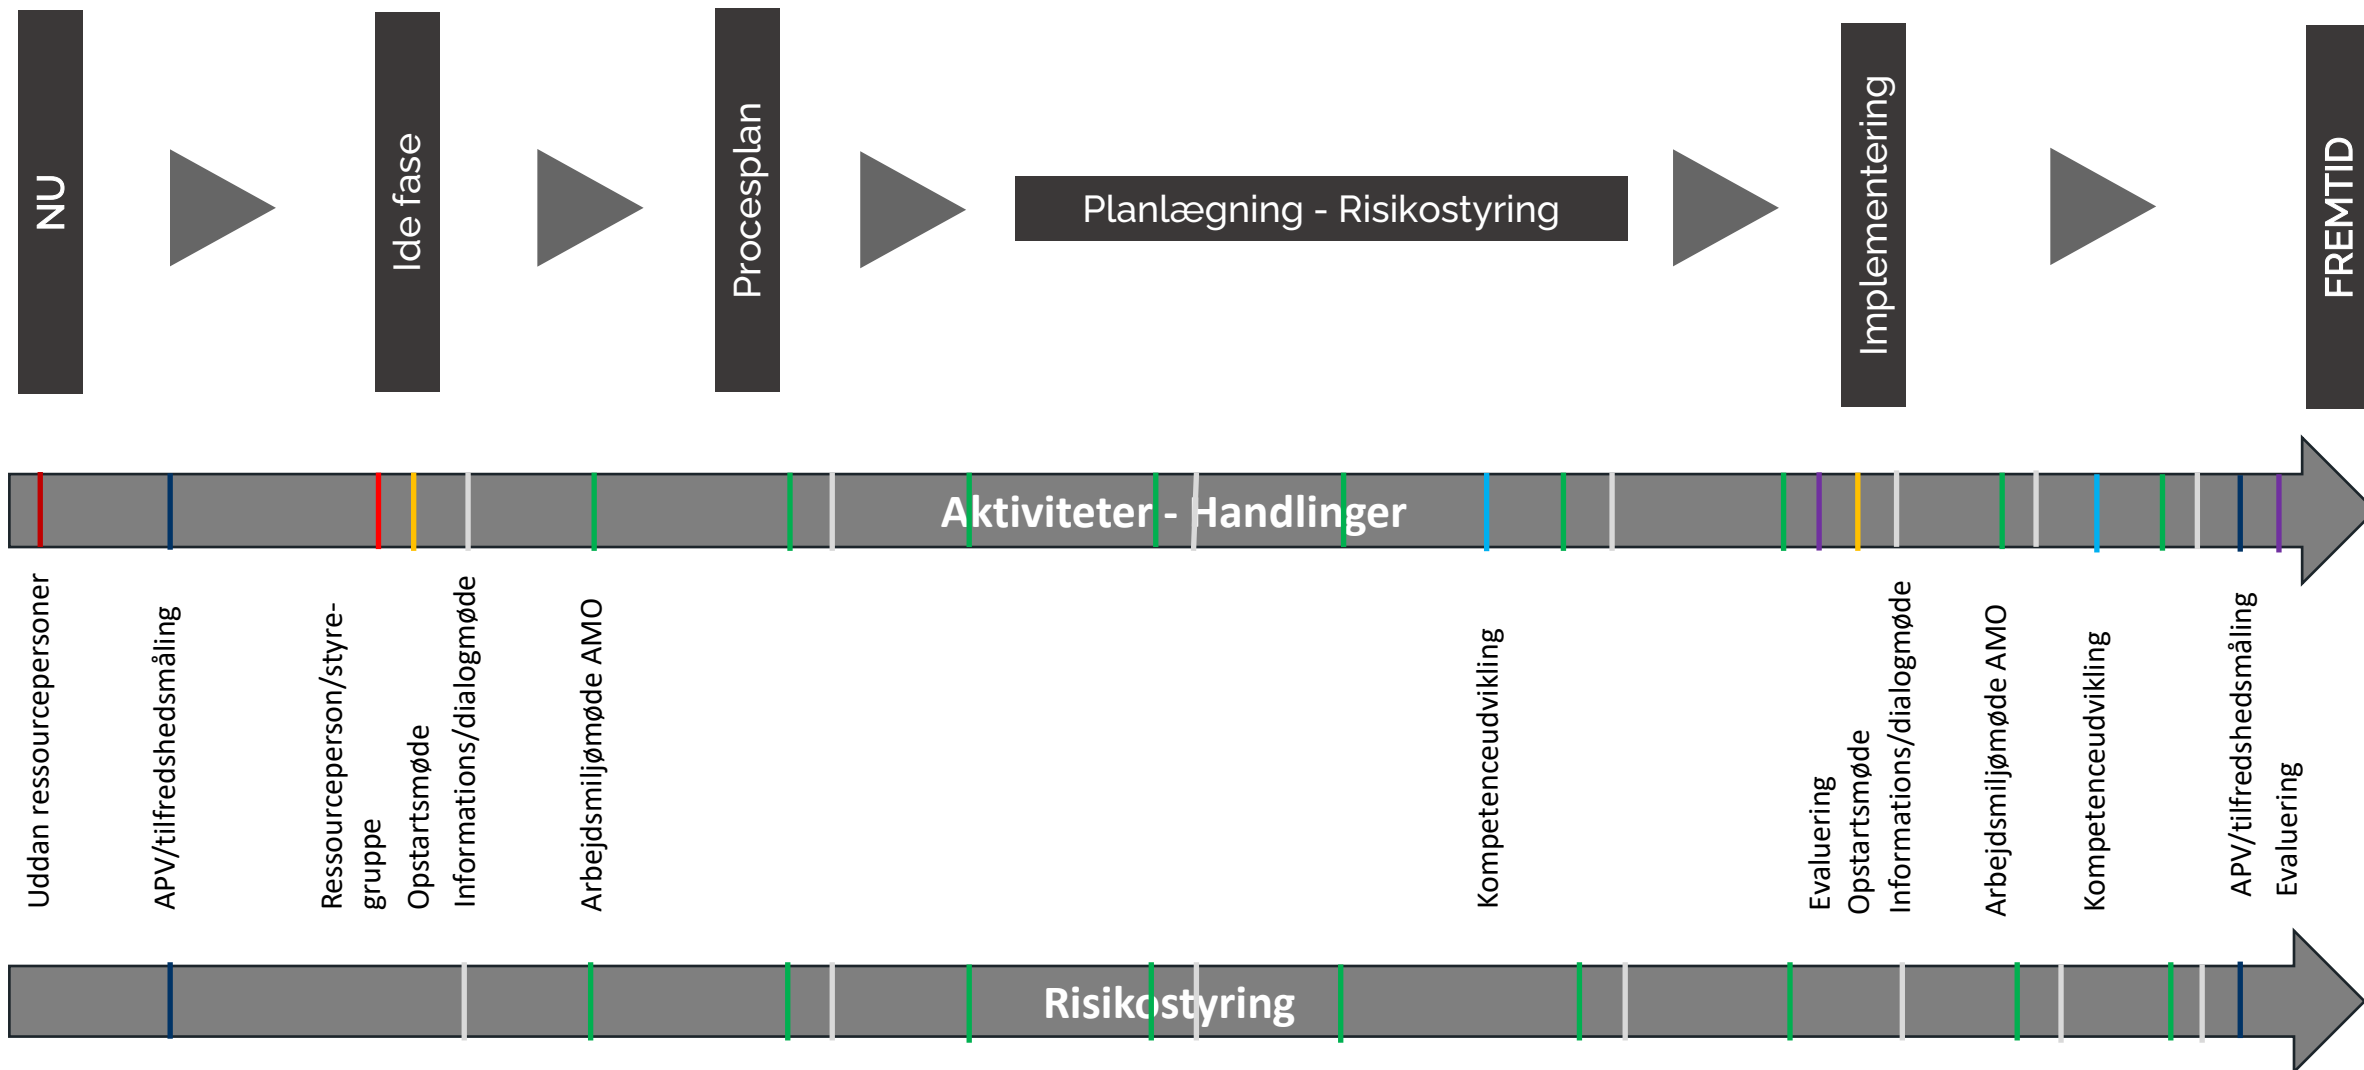 NU
Ide fase
Procesplan
Planlægning - Risikostyring
Implementering
FREMTID
Aktiviteter - Handlinger
Uddan ressourcepersoner
APV/tilfredshedsmåling
Ressourceperson/styre-
gruppe
Opstartsmøde
Informations/dialogmøde
Arbejdsmiljømøde AMO
Kompetenceudvikling
Evaluering
Opstartsmøde
Informations/dialogmøde
Arbejdsmiljømøde AMO
Kompetenceudvikling
APV/tilfredshedsmåling
Evaluering
Risikostyring